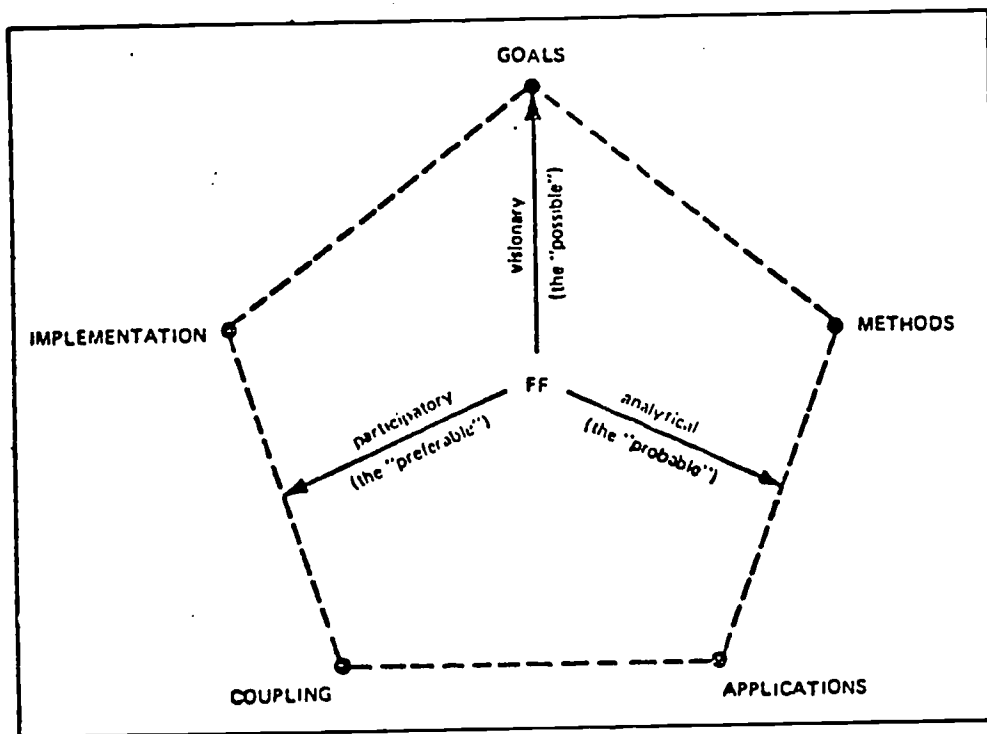 GOALS
visionary
(the "possible")
IMPLEMENTATION
METHODS
FF
participatory
(the "preferable")
analytical
(the "probable")
COUPLING
APPLICATIONS